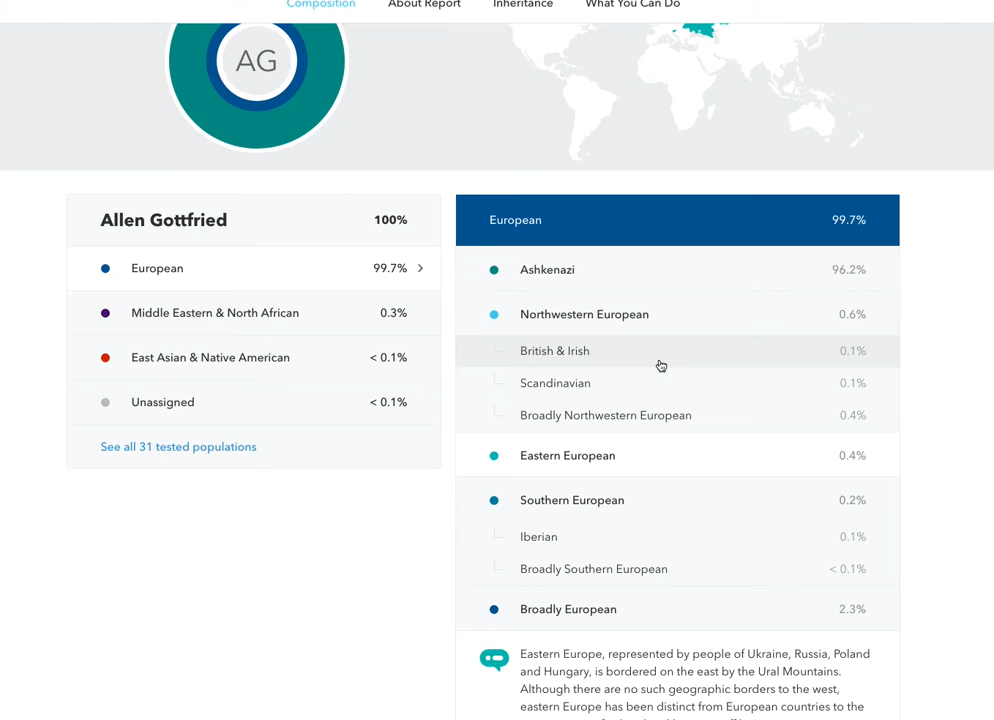 Composition About Report Inheritance What You Can Do
AG
Allen Gottfried 100%
European 99.7%
Middle Eastern & North African 0.3%
East Asian & Native American < 0.1%
Unassigned < 0.1%
See all 31 tested populations
European 99.7%
Ashkenazi 96.2%
Northwestern European 0.6%
British & Irish 0.1%
Scandinavian 0.1%
Broadly Northwestern European 0.4%
Eastern European 0.4%
Southern European 0.2%
Iberian 0.1%
Broadly Southern European < 0.1%
Broadly European 2.3%
Eastern Europe, represented by people of Ukraine, Russia, Poland
and Hungary, is bordered on the east by the Ural Mountains.
Although there are no such geographic borders to the west,
eastern Europe has been distinct from European countries to the